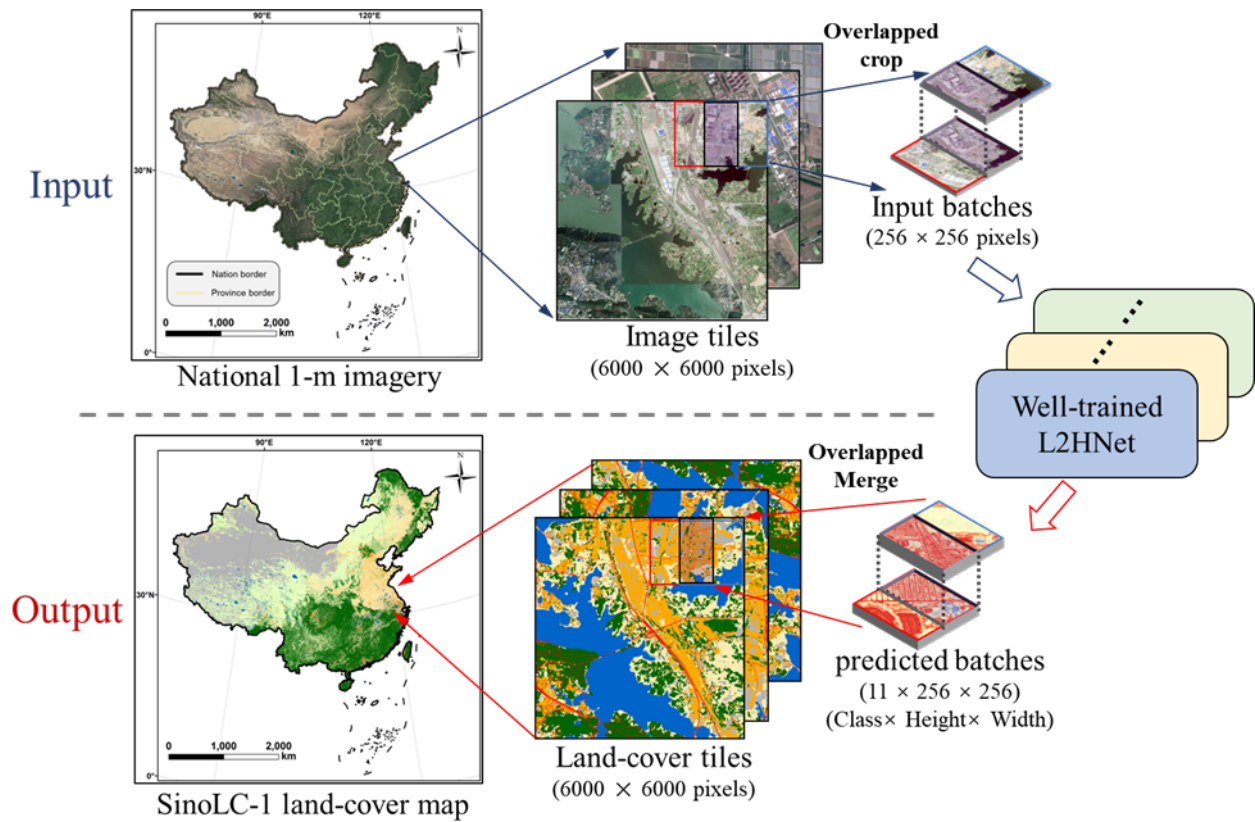 90°E
120°E
N
30°N
0°
Nation border
Province border
0
1,000
2,000
km
National 1-m imagery
Input
Image tiles
(6000 × 6000 pixels)
Overlapped
crop
Input batches
(256 × 256 pixels)
Well-trained
L2HNet
Output
90°E
120°E
N
30°N
0°
0
1,000
2,000
km
SinoLC-1 land-cover map
Land-cover tiles
(6000 × 6000 pixels)
Overlapped
Merge
predicted batches
(11 × 256 × 256)
(Class× Height× Width)